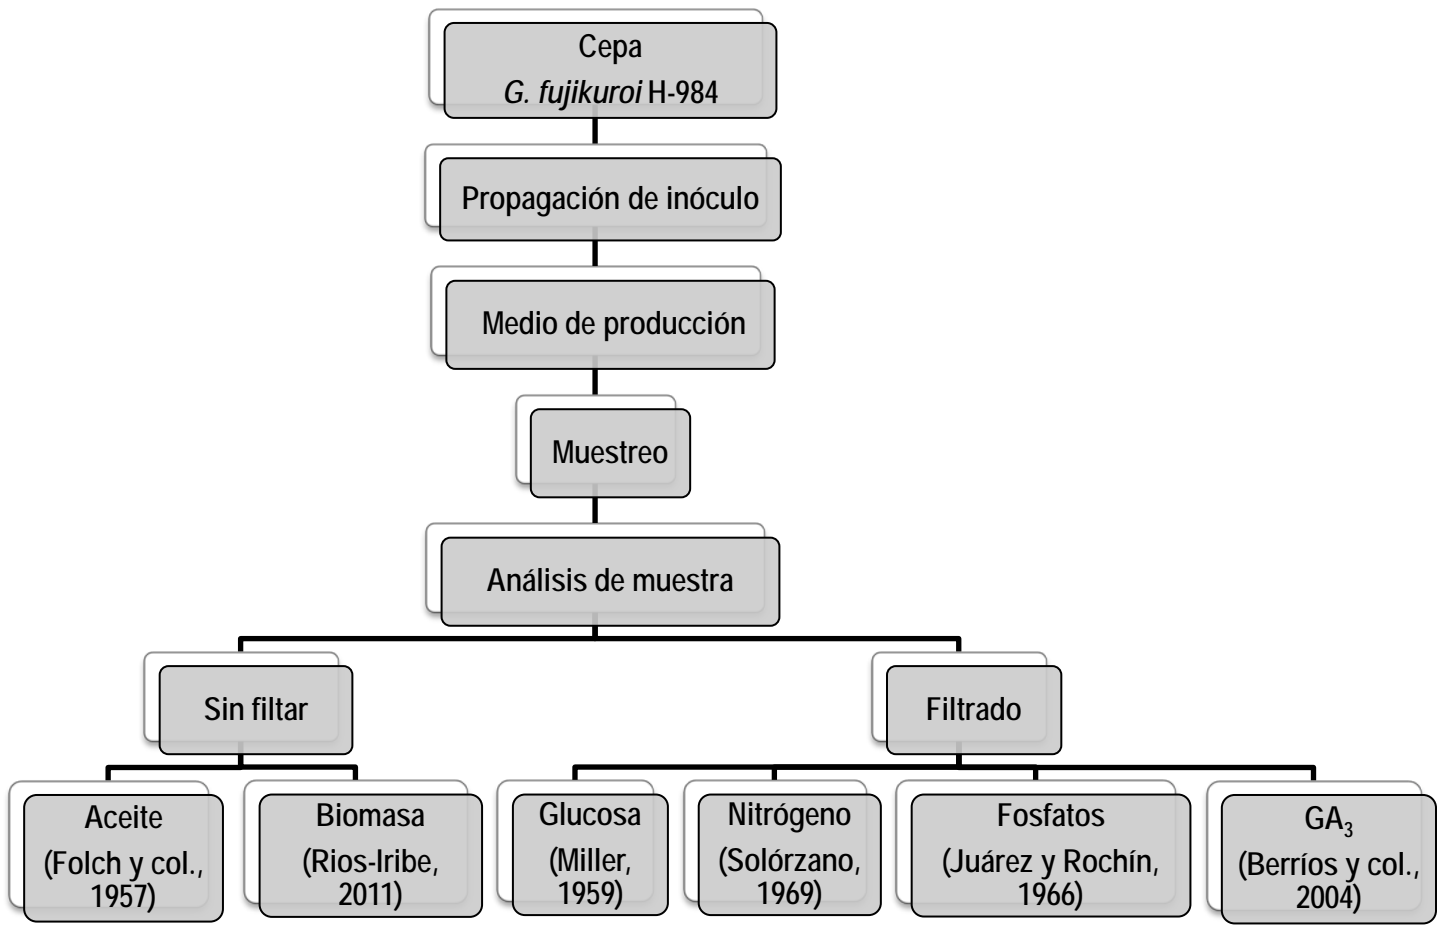 Cepa
G. fujikuroi H-984
Propagación de inóculo
Medio de producción
Muestreo
Análisis de muestra
Sin filtar
Filtrado
Aceite
(Folch y col.,
1957)
Biomasa
(Rios-Iribe,
2011)
Glucosa
(Miller,
1959)
Nitrógeno
(Solórzano,
1969)
Fosfatos
(Juárez y Rochín,
1966)
GA₃
(Berríos y col.,
2004)